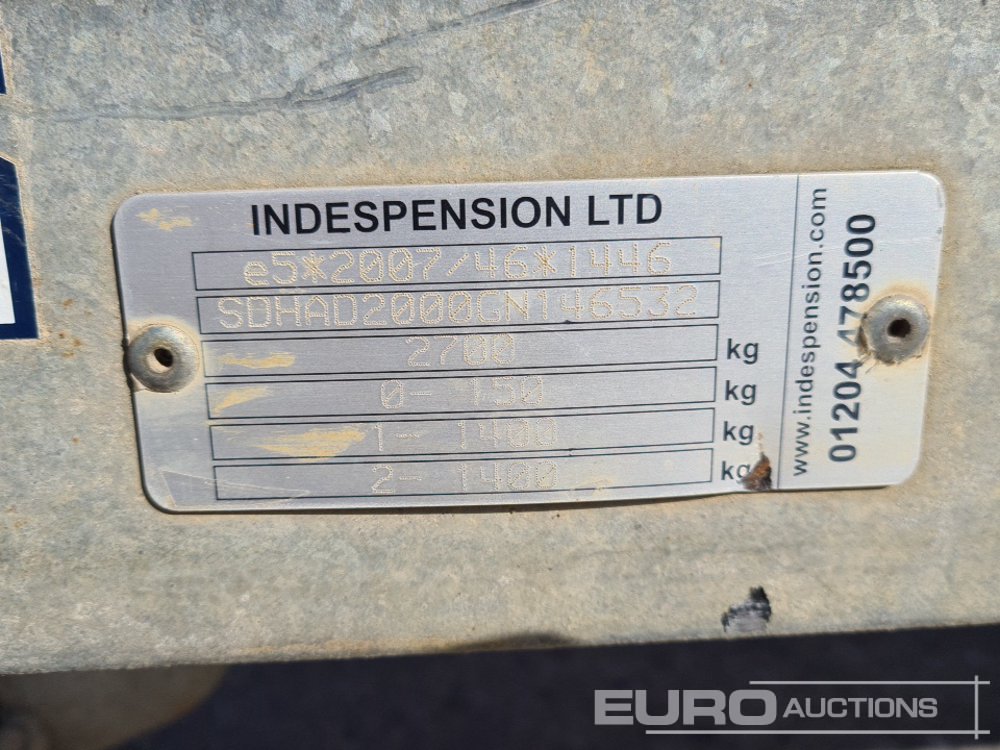 INDESPENSION LTD
e5*2007/46*1446
SDHAD2000GN146532
2700 kg
0- 150 kg
1- 1400 kg
2- 1400 kg
www.indespension.com
01204 478500
EURO AUCTIONS